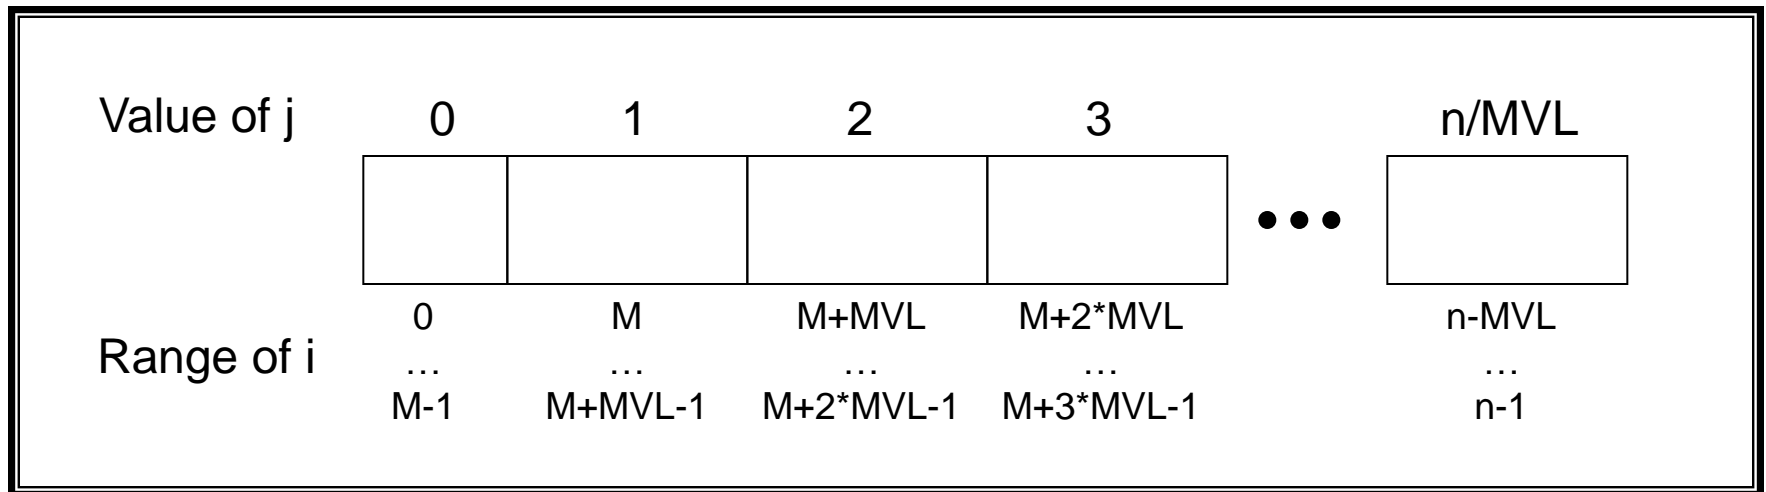 Value of j 0 1 2 3 n/MVL
0 M M+MVL M+2*MVL n-MVL
Range of i … … … … …
M-1 M+MVL-1 M+2*MVL-1 M+3*MVL-1 n-1